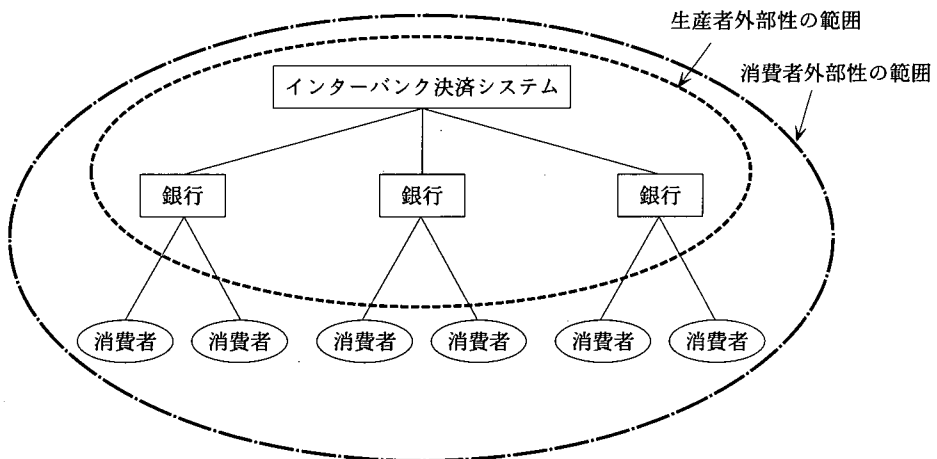 生産者外部性の範囲
消費者外部性の範囲
インターバンク決済システム
銀行
銀行
銀行
消費者
消費者
消費者
消費者
消費者
消費者